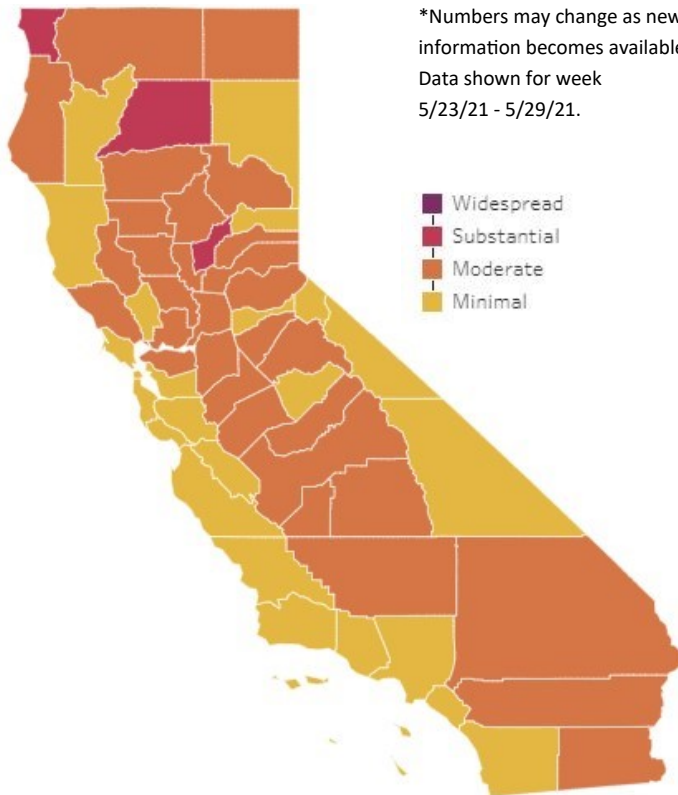 *Numbers may change as new
information becomes available
Data shown for week
5/23/21 - 5/29/21.
Widespread
Substantial
Moderate
Minimal